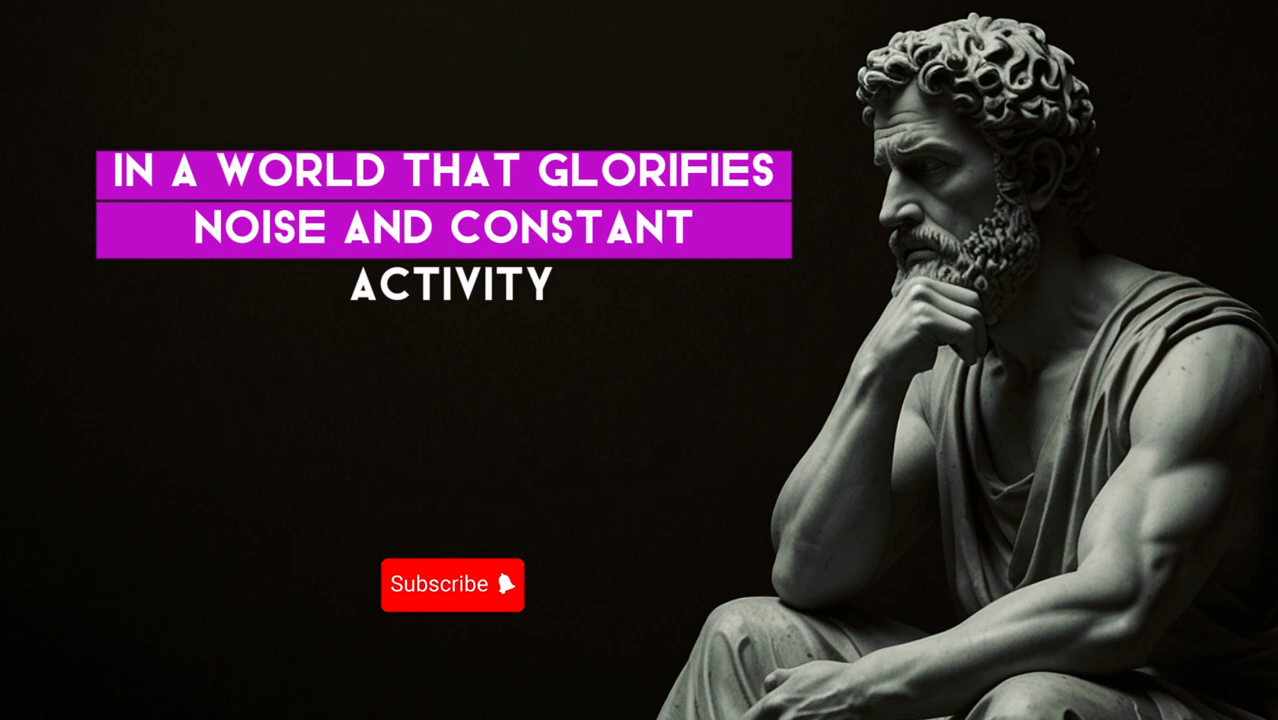 IN A WORLD THAT GLORIFIES
NOISE AND CONSTANT
ACTIVITY
Subscribe